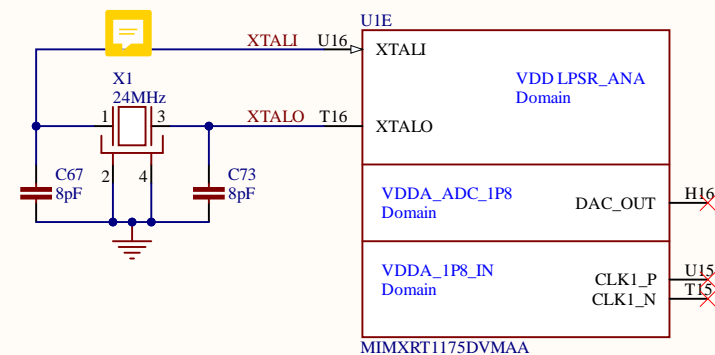 U1E
XTALI U16 XTALI
X1
24MHz
VDD LPSR_ANA
Domain
1 3 XTALO T16 XTALO
C67
8pF
2 4
C73
8pF
VDDA_ADC_1P8
Domain
DAC_OUT H16
VDDA_1P8_IN
Domain
CLK1_P U15
CLK1_N T15
MIMXRT1175DVMAA